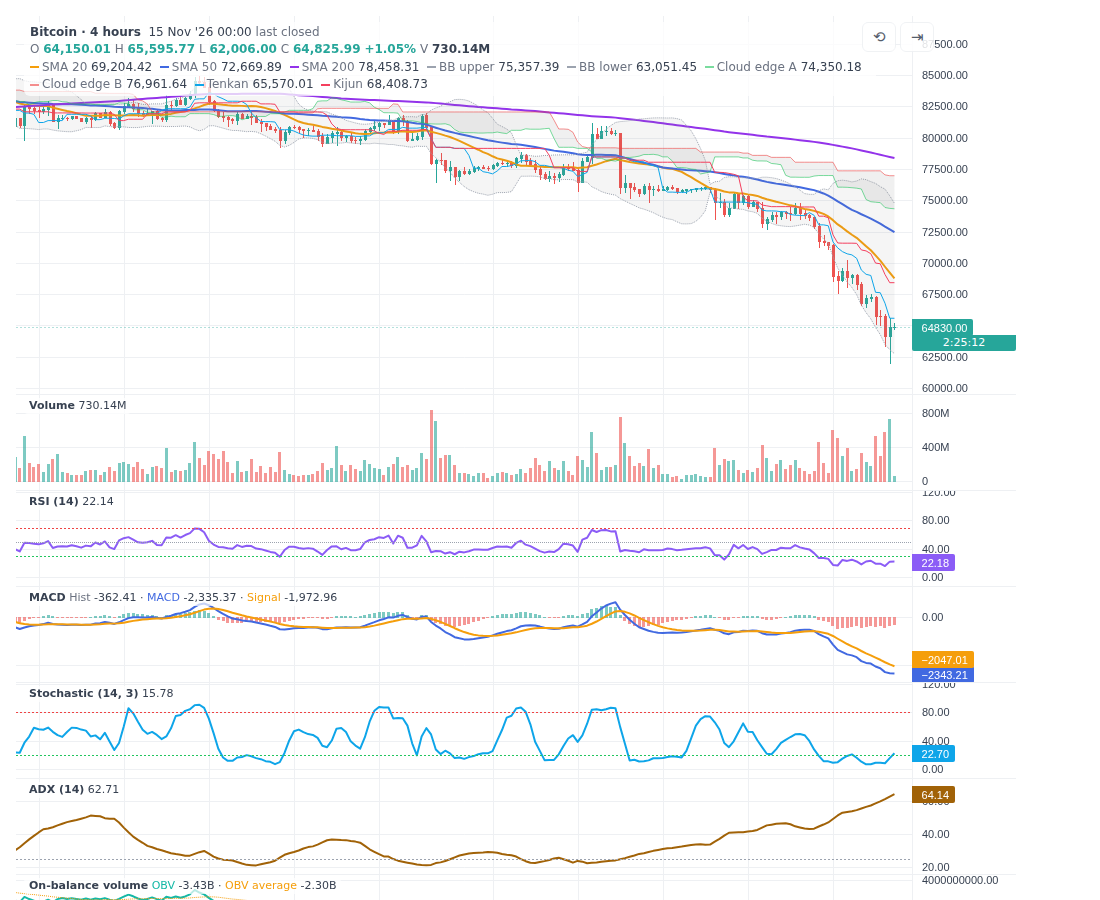 Bitcoin · 4 hours 15 Nov '26 00:00 last closed
O 64,150.01 H 65,595.77 L 62,006.00 C 64,825.99 +1.05% V 730.14M
SMA 20 69,204.42 SMA 50 72,669.89 SMA 200 78,458.31 BB upper 75,357.39 BB lower 63,051.45 Cloud edge A 74,350.18
Cloud edge B 76,961.64 Tenkan 65,570.01 Kijun 68,408.73
85000.00
82500.00
80000.00
77500.00
75000.00
72500.00
70000.00
67500.00
64830.00
2:25:12
62500.00
60000.00
Volume 730.14M
800M
400M
0
RSI (14) 22.14
120.00
80.00
40.00
22.18
0.00
MACD Hist -362.41 · MACD -2,335.37 · Signal -1,972.96
0.00
−2047.01
−2343.21
Stochastic (14, 3) 15.78
120.00
80.00
40.00
22.70
0.00
ADX (14) 62.71
64.14
40.00
20.00
On-balance volume OBV -3.43B · OBV average -2.30B
4000000000.00